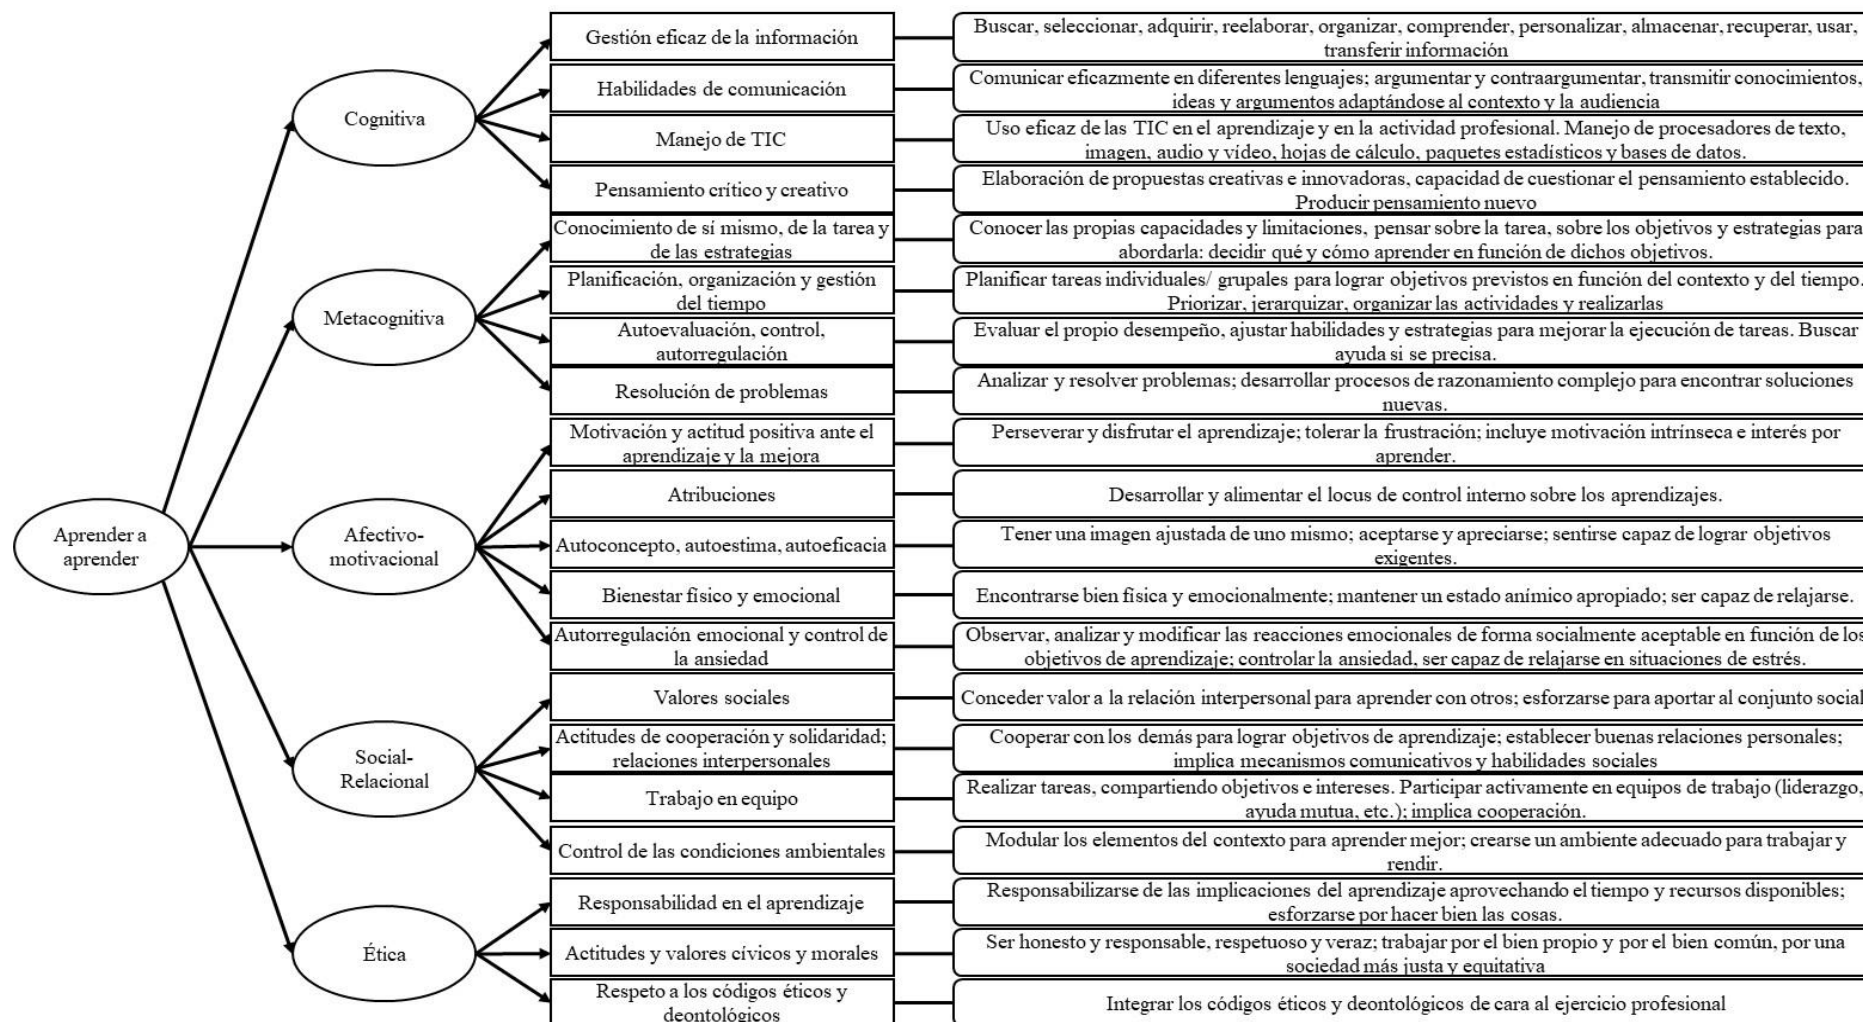 Aprender a
aprender
Cognitiva
Gestión eficaz de la información
Buscar, seleccionar, adquirir, reelaborar, organizar, comprender, personalizar, almacenar, recuperar, usar,
transferir información
Habilidades de comunicación
Comunicar eficazmente en diferentes lenguajes; argumentar y contraargumentar, transmitir conocimientos,
ideas y argumentos adaptándose al contexto y la audiencia
Manejo de TIC
Uso eficaz de las TIC en el aprendizaje y en la actividad profesional. Manejo de procesadores de texto,
imagen, audio y vídeo, hojas de cálculo, paquetes estadísticos y bases de datos.
Pensamiento crítico y creativo
Elaboración de propuestas creativas e innovadoras, capacidad de cuestionar el pensamiento establecido.
Producir pensamiento nuevo
Metacognitiva
Conocimiento de sí mismo, de la tarea y
de las estrategias
Conocer las propias capacidades y limitaciones, pensar sobre la tarea, sobre los objetivos y estrategias para
abordarla: decidir qué y cómo aprender en función de dichos objetivos.
Planificación, organización y gestión
del tiempo
Planificar tareas individuales/ grupales para lograr objetivos previstos en función del contexto y del tiempo.
Priorizar, jerarquizar, organizar las actividades y realizarlas
Autoevaluación, control,
autorregulación
Evaluar el propio desempeño, ajustar habilidades y estrategias para mejorar la ejecución de tareas. Buscar
ayuda si se precisa.
Resolución de problemas
Analizar y resolver problemas; desarrollar procesos de razonamiento complejo para encontrar soluciones
nuevas.
Afectivo-
motivacional
Motivación y actitud positiva ante el
aprendizaje y la mejora
Perseverar y disfrutar el aprendizaje; tolerar la frustración; incluye motivación intrínseca e interés por
aprender.
Atribuciones
Desarrollar y alimentar el locus de control interno sobre los aprendizajes.
Autoconcepto, autoestima, autoeficacia
Tener una imagen ajustada de uno mismo; aceptarse y apreciarse; sentirse capaz de lograr objetivos
exigentes.
Bienestar físico y emocional
Encontrarse bien física y emocionalmente; mantener un estado anímico apropiado; ser capaz de relajarse.
Autorregulación emocional y control de
la ansiedad
Observar, analizar y modificar las reacciones emocionales de forma socialmente aceptable en función de los
objetivos de aprendizaje; controlar la ansiedad, ser capaz de relajarse en situaciones de estrés.
Social-
Relacional
Valores sociales
Conceder valor a la relación interpersonal para aprender con otros; esforzarse para aportar al conjunto social
Actitudes de cooperación y solidaridad;
relaciones interpersonales
Cooperar con los demás para lograr objetivos de aprendizaje; establecer buenas relaciones personales;
implica mecanismos comunicativos y habilidades sociales
Trabajo en equipo
Realizar tareas, compartiendo objetivos e intereses. Participar activamente en equipos de trabajo (liderazgo,
ayuda mutua, etc.); implica cooperación.
Control de las condiciones ambientales
Modular los elementos del contexto para aprender mejor; crearse un ambiente adecuado para trabajar y
rendir.
Ética
Responsabilidad en el aprendizaje
Responsabilizarse de las implicaciones del aprendizaje aprovechando el tiempo y recursos disponibles;
esforzarse por hacer bien las cosas.
Actitudes y valores cívicos y morales
Ser honesto y responsable, respetuoso y veraz; trabajar por el bien propio y por el bien común, por una
sociedad más justa y equitativa
Respeto a los códigos éticos y
deontológicos
Integrar los códigos éticos y deontológicos de cara al ejercicio profesional